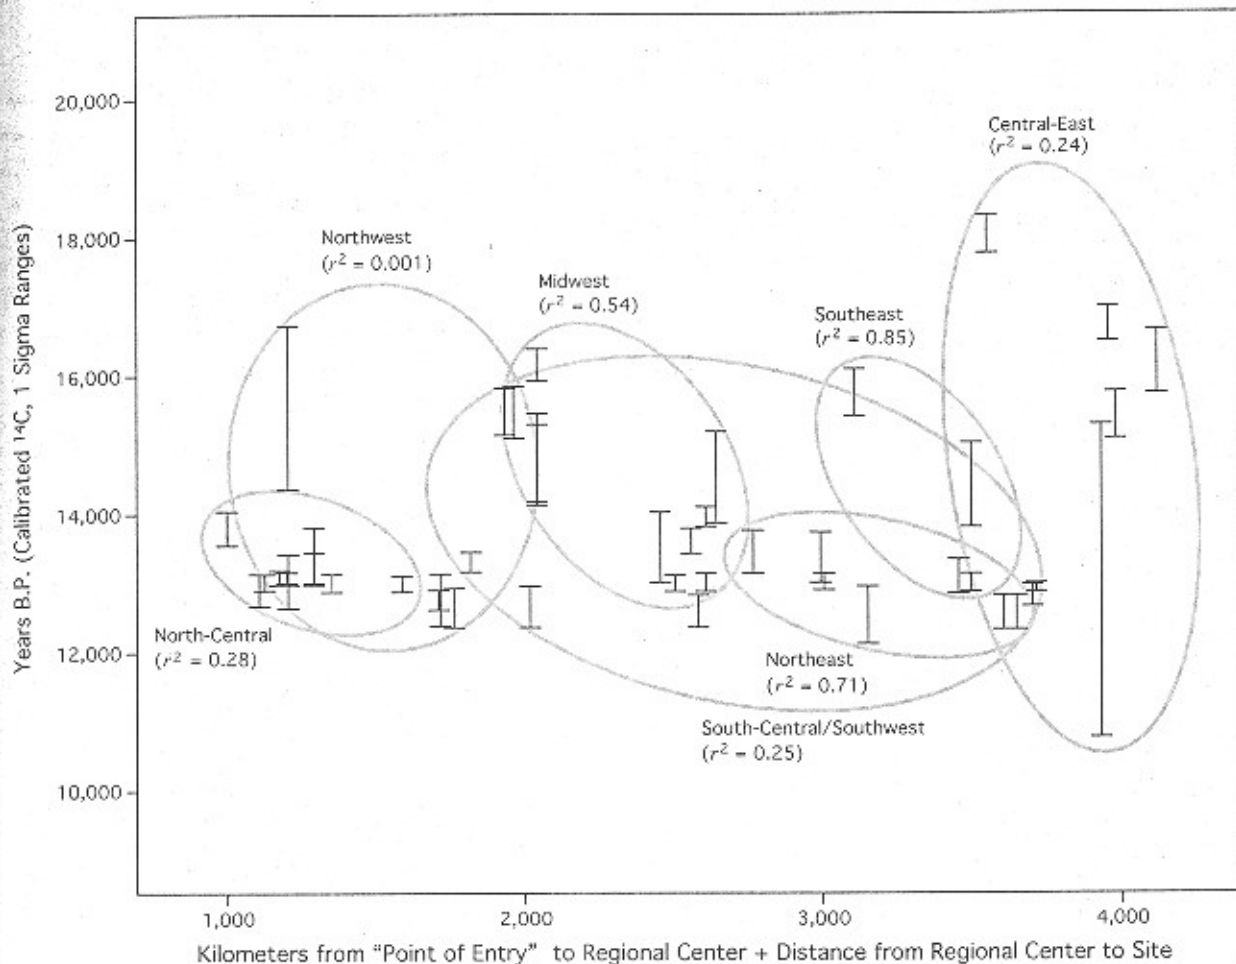 20,000
18,000
16,000
14,000
12,000
10,000
Years B.P. (Calibrated ¹⁴C, 1 Sigma Ranges)
Central-East
(r² = 0.24)
Northwest
(r² = 0.001)
Midwest
(r² = 0.54)
Southeast
(r² = 0.85)
North-Central
(r² = 0.28)
Northeast
(r² = 0.71)
South-Central/Southwest
(r² = 0.25)
1,000
2,000
3,000
4,000
Kilometers from "Point of Entry" to Regional Center + Distance from Regional Center to Site